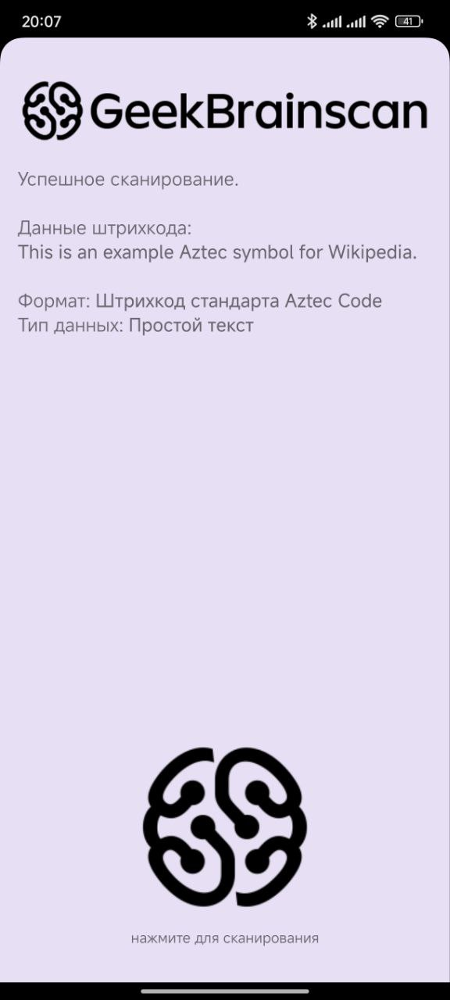 20:07
41
GeekBrainscan
Успешное сканирование.
Данные штрихкода:
This is an example Aztec symbol for Wikipedia.
Формат: Штрихкод стандарта Aztec Code
Тип данных: Простой текст
нажмите для сканирования